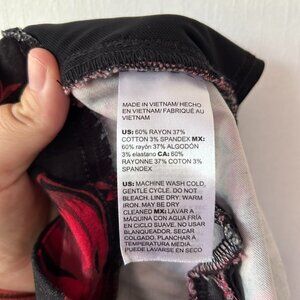 MADE IN VIETNAM/ HECHO
EN VIETNAM/ FABRIQUÉ AU
VIETNAM
US: 60% RAYON 37%
COTTON 3% SPANDEX MX:
60% rayón 37% ALGODÓN
3% elastano CA: 60%
RAYONNE 37% COTON 3%
SPANDEX
US: MACHINE WASH COLD,
GENTLE CYCLE. DO NOT
BLEACH. LINE DRY. WARM
IRON. MAY BE DRY
CLEANED MX: LAVAR A
MÁQUINA CON AGUA FRÍA
EN CICLO SUAVE. NO USAR
BLANQUEADOR. SECAR
COLGADO. PLANCHAR A
TEMPERATURA MEDIA.
PUEDE LAVARSE EN SECO